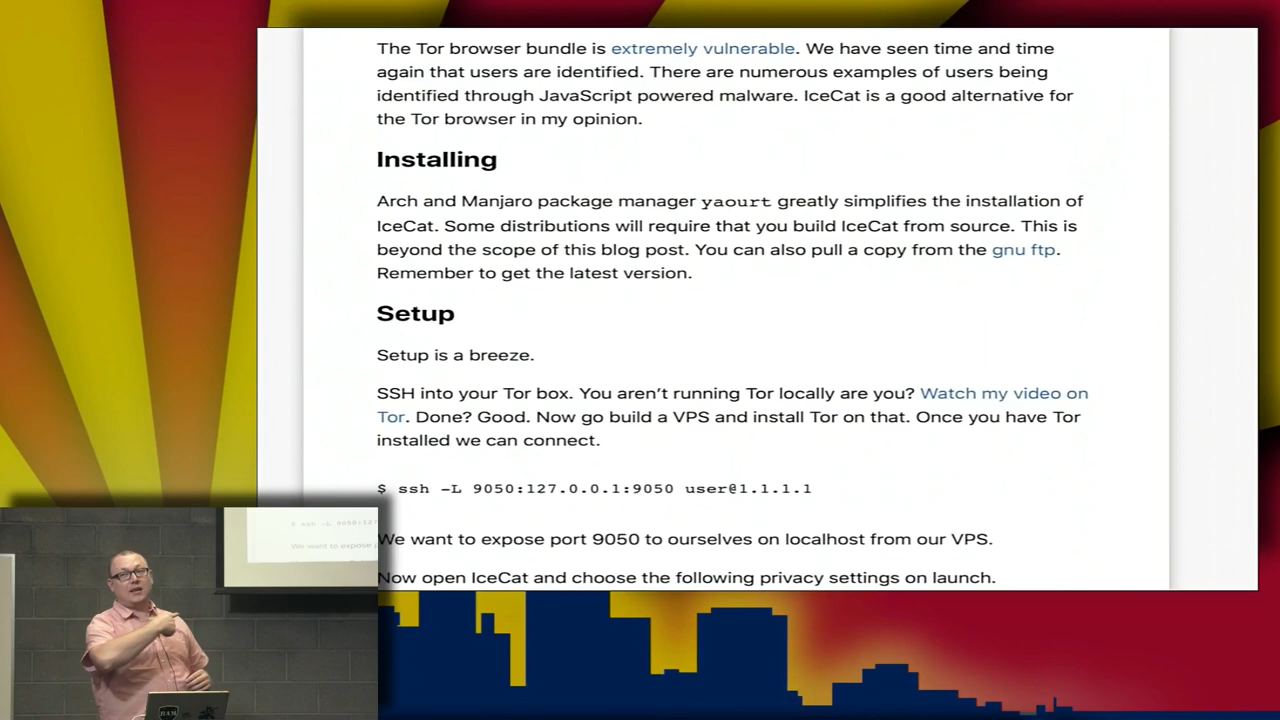 The Tor browser bundle is extremely vulnerable. We have seen time and time
again that users are identified. There are numerous examples of users being
identified through JavaScript powered malware. IceCat is a good alternative for
the Tor browser in my opinion.
Installing
Arch and Manjaro package manager yaourt greatly simplifies the installation of
IceCat. Some distributions will require that you build IceCat from source. This is
beyond the scope of this blog post. You can also pull a copy from the gnu ftp.
Remember to get the latest version.
Setup
Setup is a breeze.
SSH into your Tor box. You aren't running Tor locally are you? Watch my video on
Tor. Done? Good. Now go build a VPS and install Tor on that. Once you have Tor
installed we can connect.
$ ssh -L 9050:127.0.0.1:9050 user@1.1.1.1
We want to expose port 9050 to ourselves on localhost from our VPS.
Now open IceCat and choose the following privacy settings on launch.
$ ssh -L 9050:127
We want to expose p